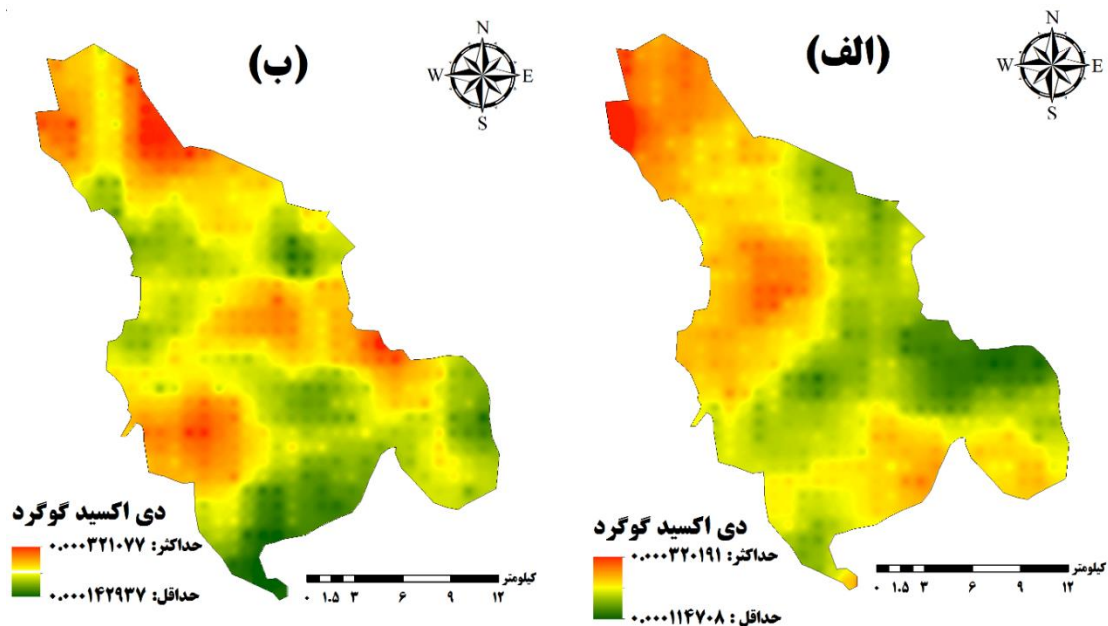 (الف)
N
W E
S
دی اکسید گوگرد
حداکثر: ۰.۰۰۰۳۲۰۱۹۱
حداقل : ۰.۰۰۰۱۱۴۷۰۸
کیلومتر
۰ ۱.۵ ۳ ۶ ۹ ۱۲
(ب)
N
W E
S
دی اکسید گوگرد
حداکثر: ۰.۰۰۰۳۲۱۰۷۷
حداقل: ۰.۰۰۰۱۴۲۹۳۷
کیلومتر
۰ ۱.۵ ۳ ۶ ۹ ۱۲